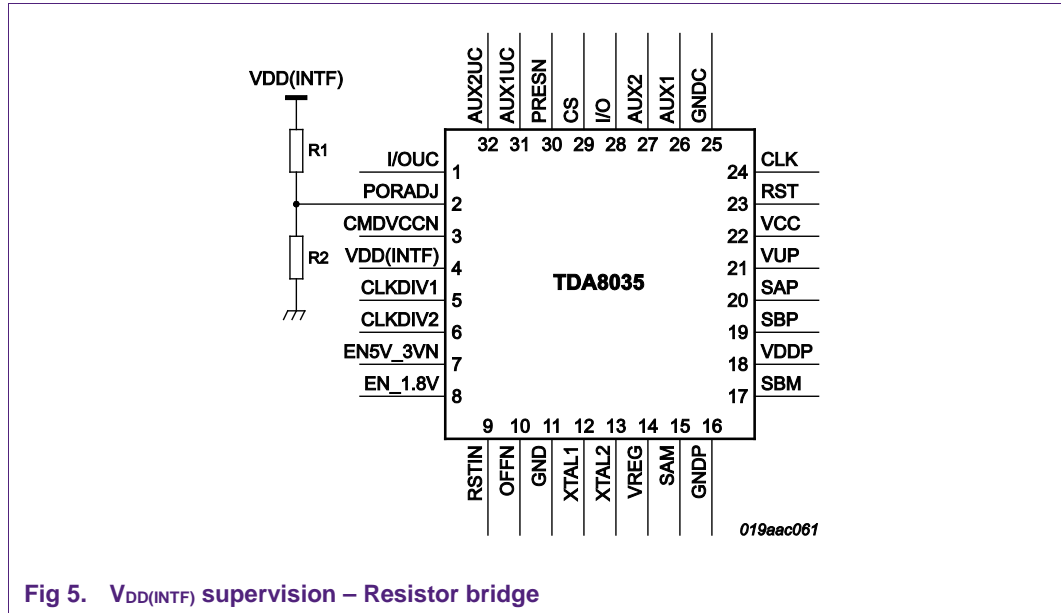 AUX2UC
AUX1UC
PRESN
CS
I/O
AUX2
AUX1
GNDC
VDD(INTF)
32 31 30 29 28 27 26 25
R1
I/OUC 1
PORADJ 2
CMDVCCN 3
VDD(INTF) 4
CLKDIV1 5
CLKDIV2 6
EN5V_3VN 7
EN_1.8V 8
R2
TDA8035
24 CLK
23 RST
22 VCC
21 VUP
20 SAP
19 SBP
18 VDDP
17 SBM
9 10 11 12 13 14 15 16
RSTIN
OFFN
GND
XTAL1
XTAL2
VREG
SAM
GNDP
019aac061
Fig 5. VDD(INTF) supervision – Resistor bridge